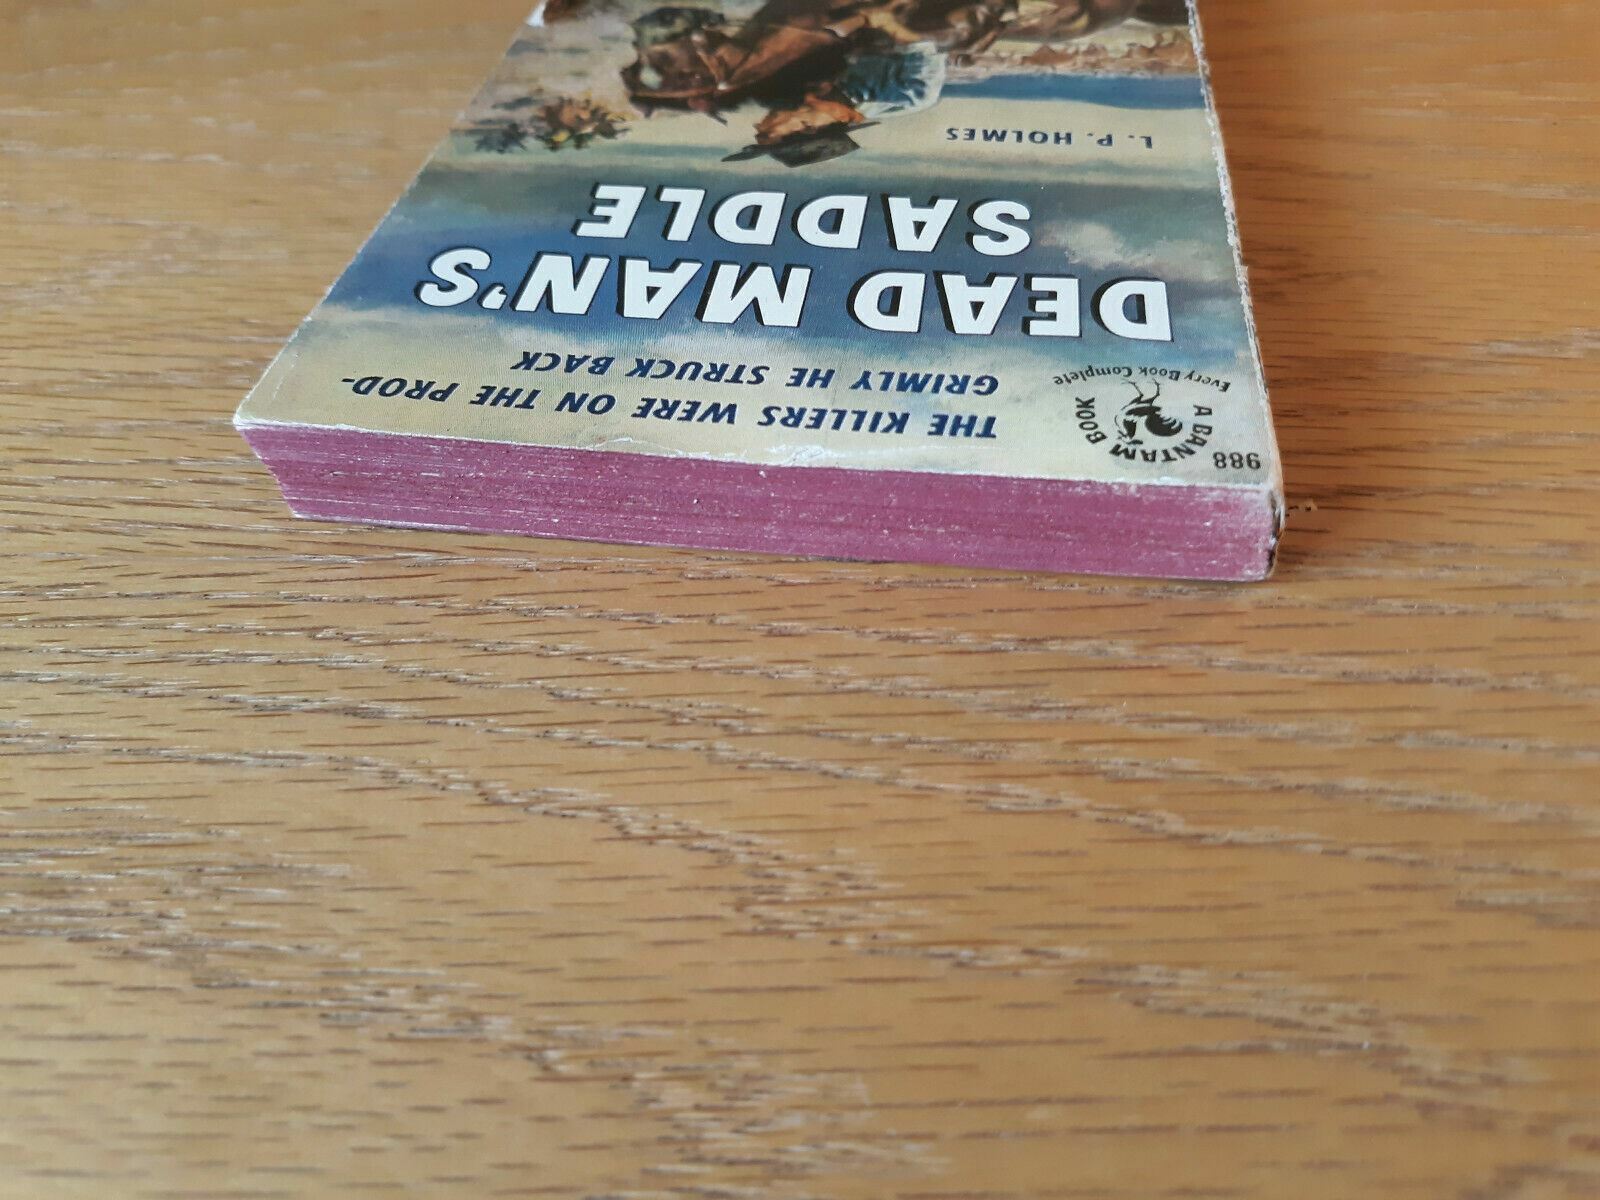 988
A BANTAM BOOK
Every Book Complete
THE KILLERS WERE ON THE PROD-
GRIMLY HE STRUCK BACK
DEAD MAN'S
SADDLE
L. P. HOLMES